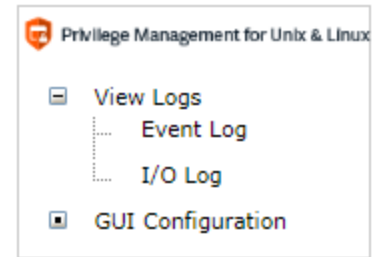 Privilege Management for Unix & Linux
View Logs
Event Log
I/O Log
GUI Configuration